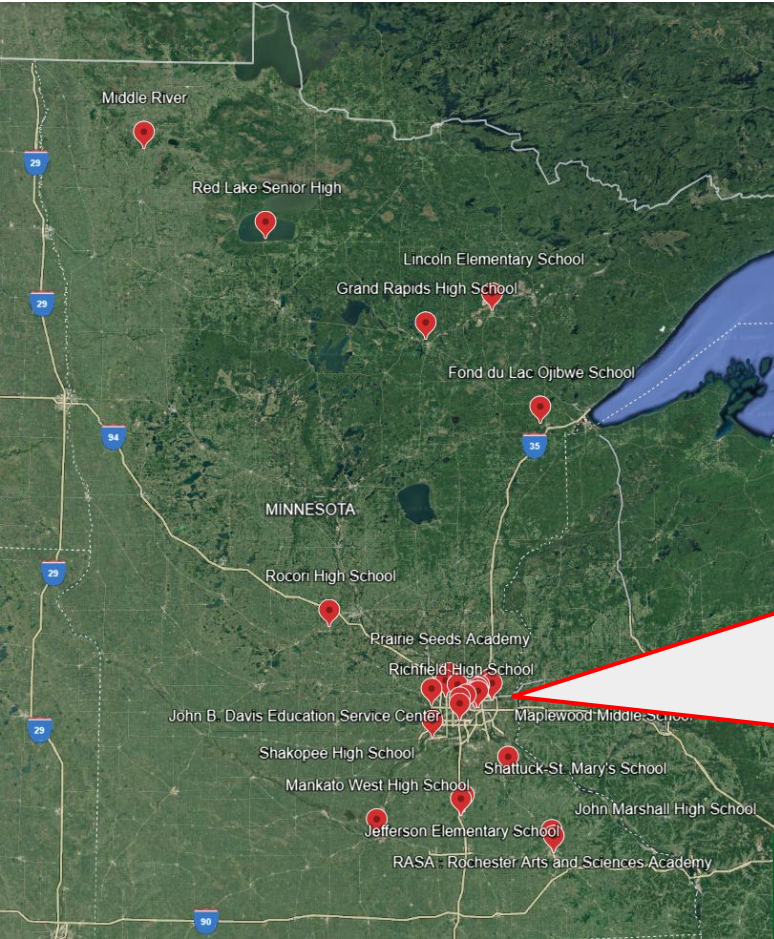 Middle River
29
Red Lake Senior High
Lincoln Elementary School
Grand Rapids High School
29
Fond du Lac Ojibwe School
94
35
MINNESOTA
29
Rocori High School
Prairie Seeds Academy
Richfield High School
John B. Davis Education Service Center
Maplewood Middle School
29
Shakopee High School
Shattuck-St. Mary's School
Mankato West High School
John Marshall High School
Jefferson Elementary School
RASA - Rochester Arts and Sciences Academy
90